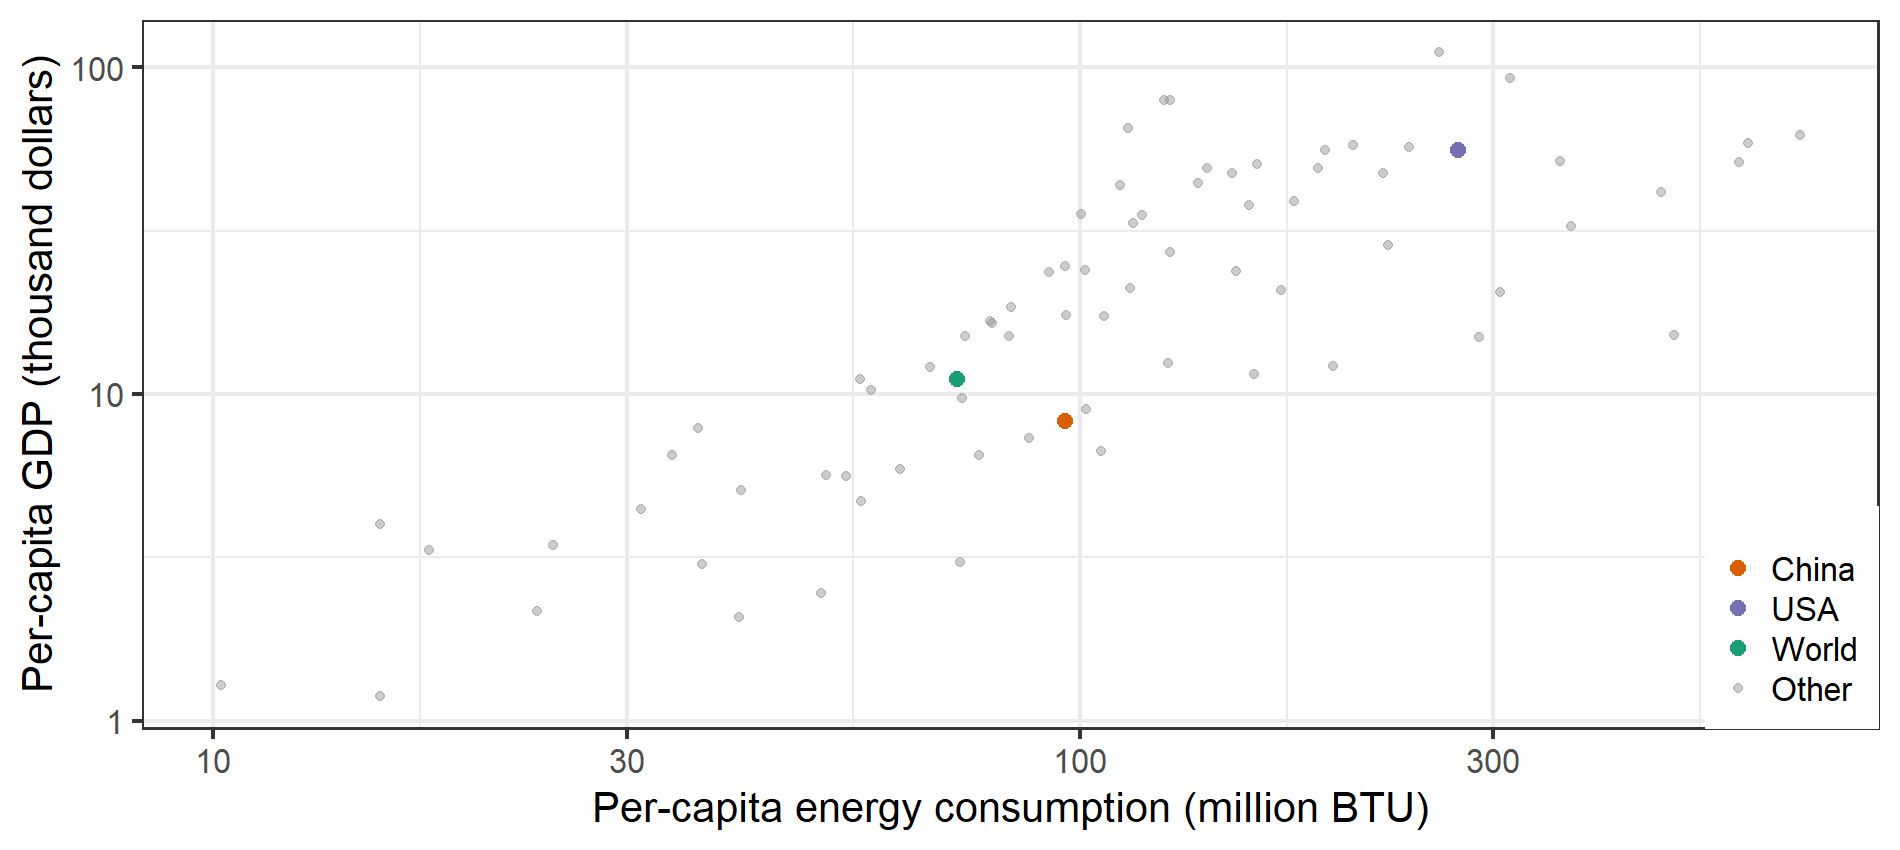 Per-capita GDP (thousand dollars)
100
10
1
10
30
100
300
Per-capita energy consumption (million BTU)
China
USA
World
Other